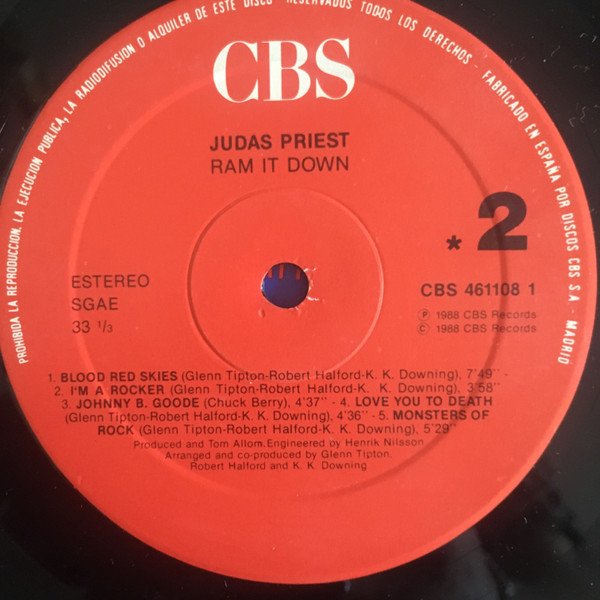 PROHIBIDA LA REPRODUCCION, LA EJECUCION PUBLICA, LA RADIODIFUSION O ALQUILER DE ESTE DISCO - RESERVADOS TODOS LOS DERECHOS - FABRICADO EN ESPAÑA POR DISCOS CBS S.A - MADRID
CBS
JUDAS PRIEST
RAM IT DOWN
* 2
ESTEREO
SGAE
33 1/3
CBS 461108 1
Ⓟ 1988 CBS Records
© 1988 CBS Records
1. BLOOD RED SKIES (Glenn Tipton-Robert Halford-K. K. Downing), 7'49'' -
2. I'M A ROCKER (Glenn Tipton-Robert Halford-K. K. Downing), 3'58''
3. JOHNNY B. GOODE (Chuck Berry), 4'37'' - 4. LOVE YOU TO DEATH
(Glenn Tipton-Robert Halford-K. K. Downing), 4'36'' - 5. MONSTERS OF
ROCK (Glenn Tipton-Robert Halford-K. K. Downing), 5'29''
Produced and Tom Allom.Engineered by Henrik Nilsson.
Arranged and co-produced by Glenn Tipton.
Robert Halford and K. K. Downing